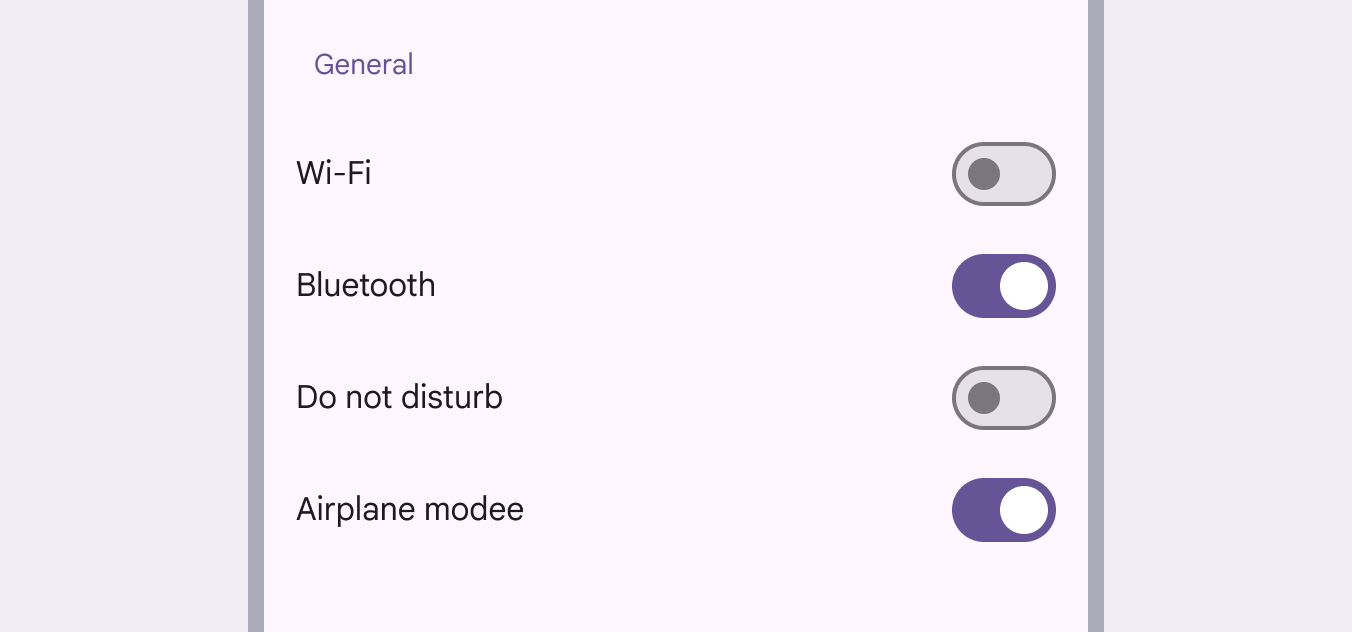 General
Wi-Fi
Bluetooth
Do not disturb
Airplane modee